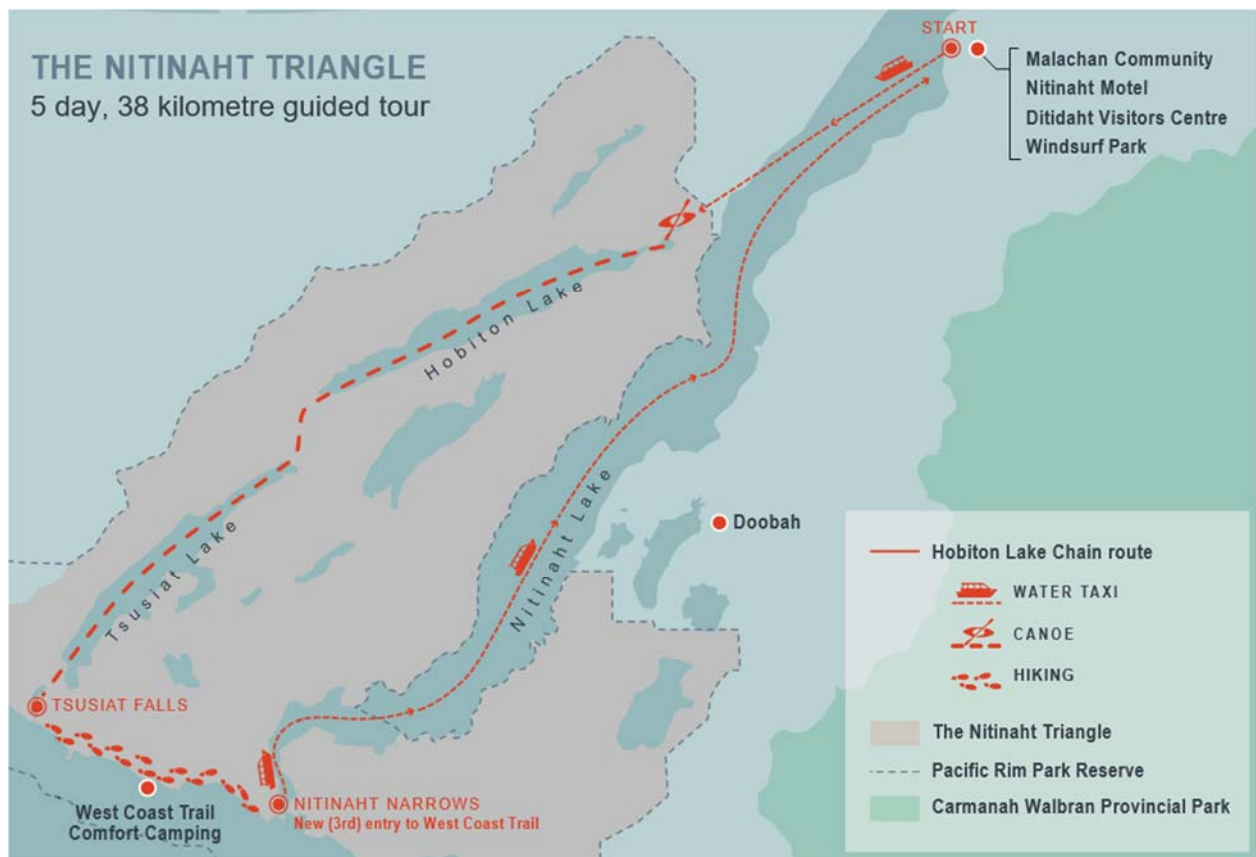 THE NITINAHT TRIANGLE
5 day, 38 kilometre guided tour
START
Malachan Community
Nitinaht Motel
Ditidaht Visitors Centre
Windsurf Park
Hobiton Lake
Tsusiat Lake
Nitinaht Lake
Doobah
TSUSIAT FALLS
West Coast Trail
Comfort Camping
NITINAHT NARROWS
New (3rd) entry to West Coast Trail
Hobiton Lake Chain route
WATER TAXI
CANOE
HIKING
The Nitinaht Triangle
Pacific Rim Park Reserve
Carmanah Walbran Provincial Park